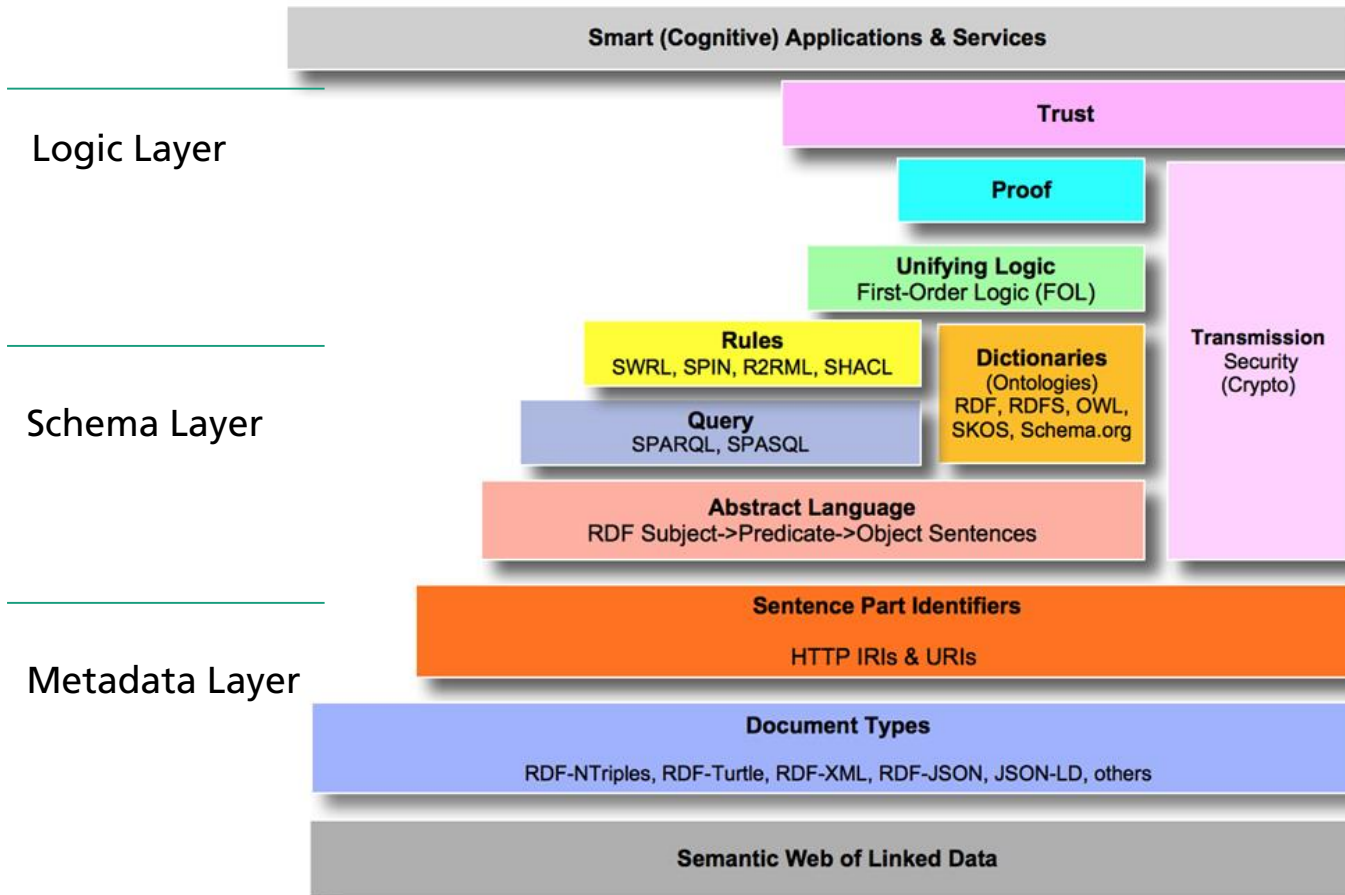 Smart (Cognitive) Applications & Services
Logic Layer
Trust
Proof
Unifying Logic
First-Order Logic (FOL)
Schema Layer
Rules
SWRL, SPIN, R2RML, SHACL
Query
SPARQL, SPASQL
Dictionaries
(Ontologies)
RDF, RDFS, OWL,
SKOS, Schema.org
Transmission
Security
(Crypto)
Abstract Language
RDF Subject->Predicate->Object Sentences
Metadata Layer
Sentence Part Identifiers
HTTP IRIs & URIs
Document Types
RDF-NTriples, RDF-Turtle, RDF-XML, RDF-JSON, JSON-LD, others
Semantic Web of Linked Data